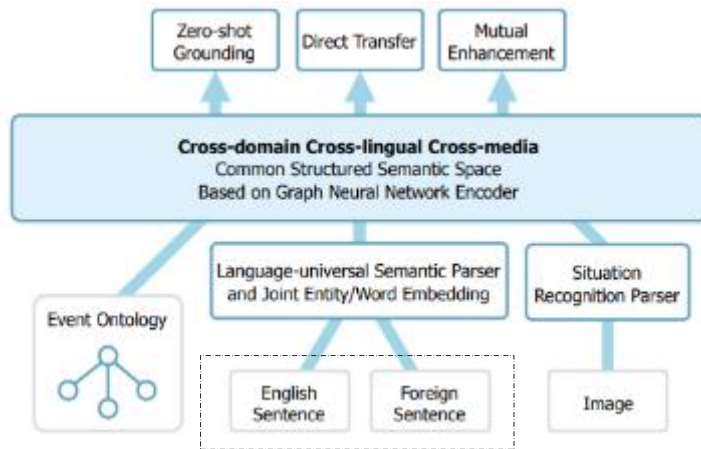 Zero-shot
Grounding
Direct Transfer
Mutual
Enhancement
Cross-domain Cross-lingual Cross-media
Common Structured Semantic Space
Based on Graph Neural Network Encoder
Language-universal Semantic Parser
and Joint Entity/Word Embedding
Situation
Recognition Parser
Event Ontology
English
Sentence
Foreign
Sentence
Image